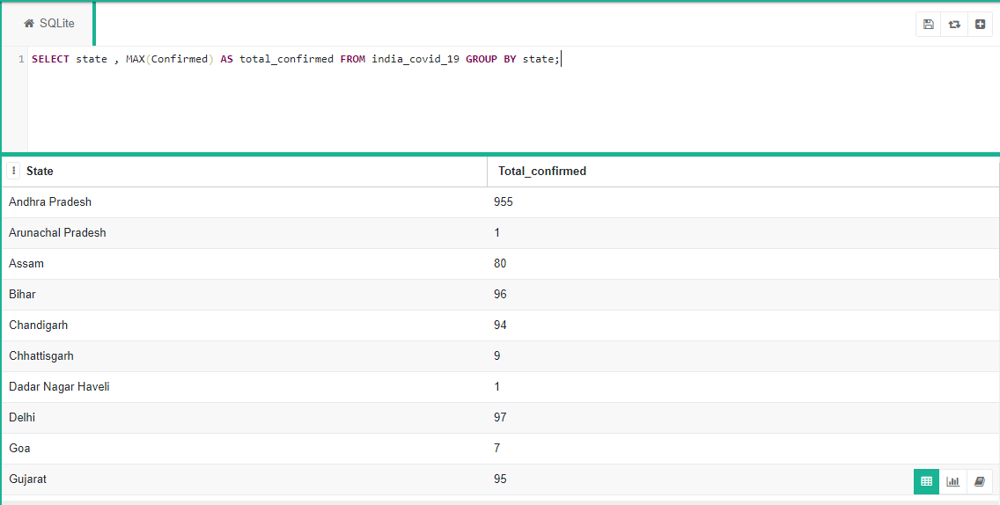 SQLite
1 SELECT state , MAX(Confirmed) AS total_confirmed FROM india_covid_19 GROUP BY state;
State Total_confirmed
Andhra Pradesh 955
Arunachal Pradesh 1
Assam 80
Bihar 96
Chandigarh 94
Chhattisgarh 9
Dadar Nagar Haveli 1
Delhi 97
Goa 7
Gujarat 95